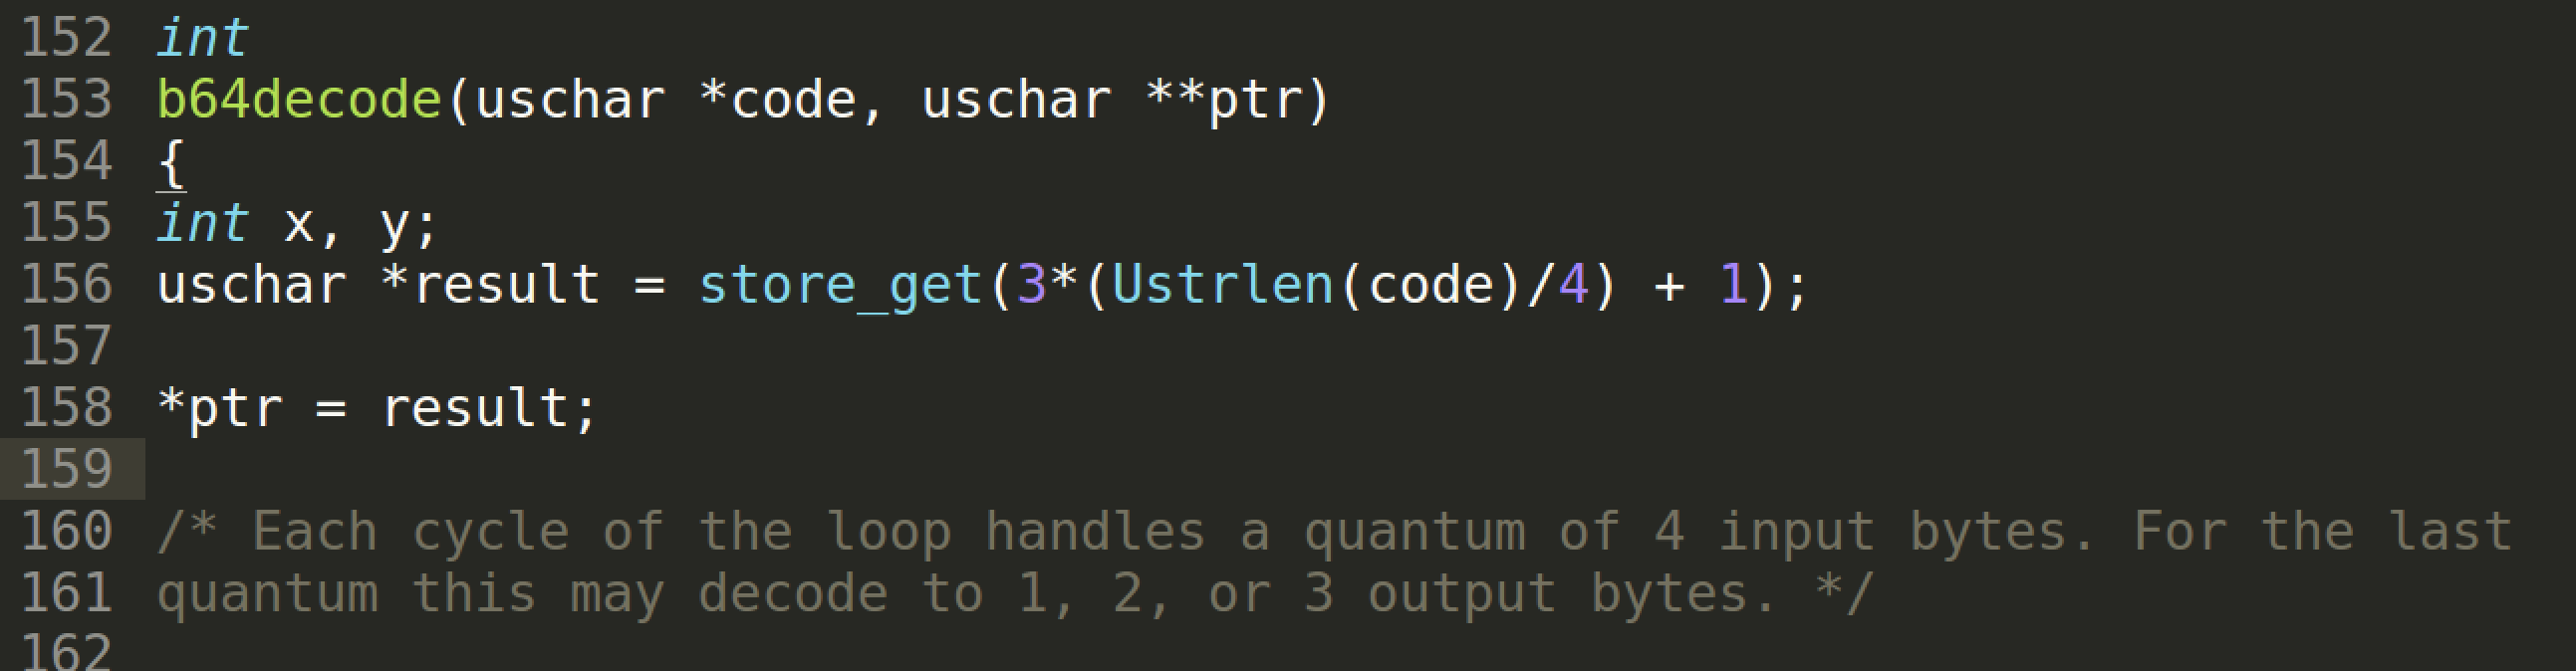 152 int
153 b64decode(uschar *code, uschar **ptr)
154 {
155 int x, y;
156 uschar *result = store_get(3*(Ustrlen(code)/4) + 1);
157
158 *ptr = result;
159
160 /* Each cycle of the loop handles a quantum of 4 input bytes. For the last
161 quantum this may decode to 1, 2, or 3 output bytes. */
162